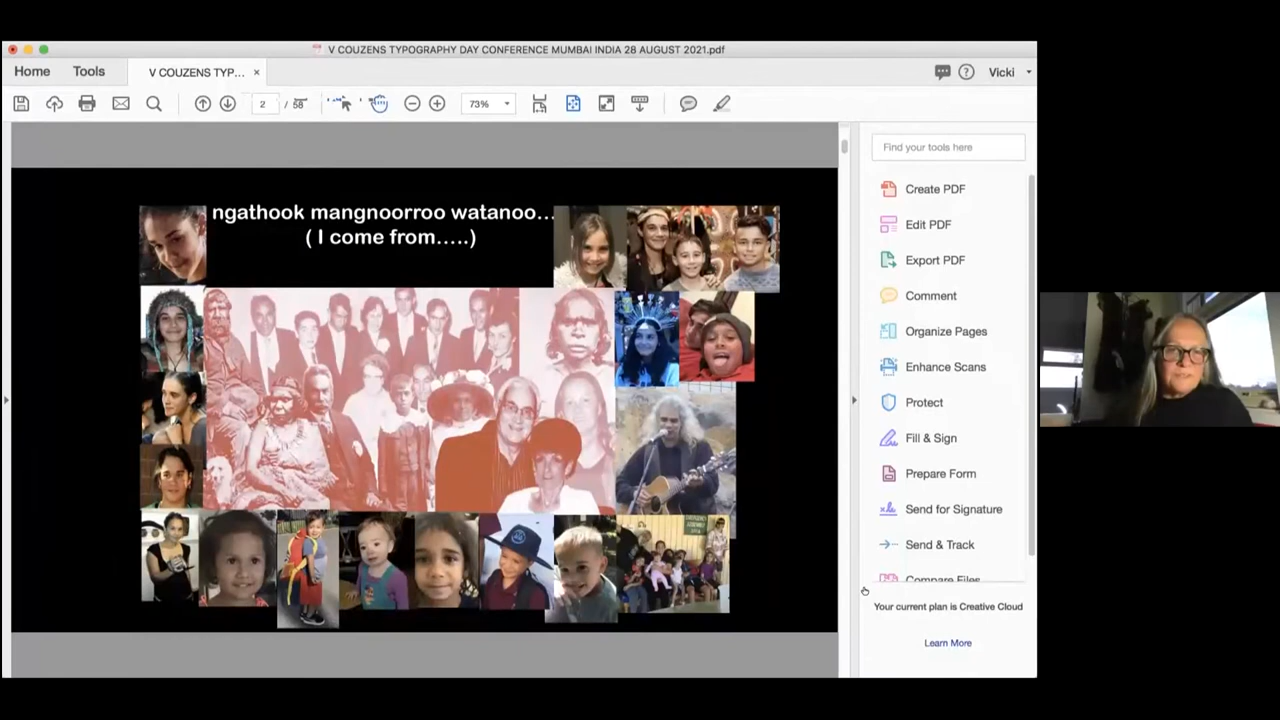 V COUZENS TYPOGRAPHY DAY CONFERENCE MUMBAI INDIA 28 AUGUST 2021.pdf
Home Tools V COUZENS TYP... × Vicki
2 / 58 73%
Find your tools here
Create PDF
Edit PDF
Export PDF
Comment
Organize Pages
Enhance Scans
Protect
Fill & Sign
Prepare Form
Send for Signature
Send & Track
Compare Files
Your current plan is Creative Cloud
Learn More
ngathook mangnoorroo watanoo...
( I come from.....)